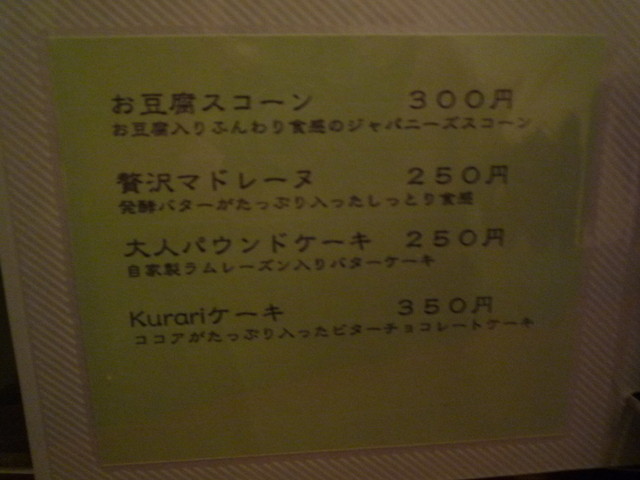 お豆腐スコーン 300円
お豆腐入りふんわり食感のジャパニーズスコーン
贅沢マドレーヌ 250円
発酵バターがたっぷり入ったしっとり食感
大人パウンドケーキ 250円
自家製ラムレーズン入りバターケーキ
Kurariケーキ 350円
ココアがたっぷり入ったビターチョコレートケーキ